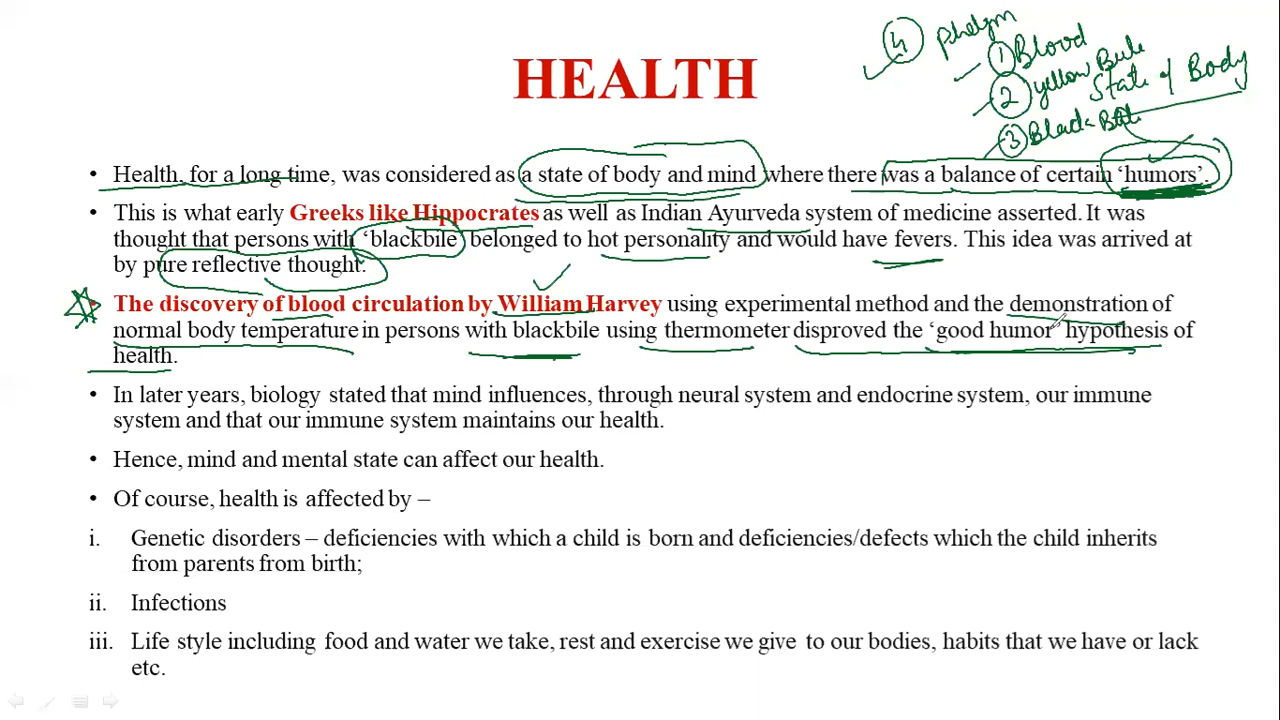 ④ Phelgm
① Blood
② Yellow Bule
State of Body
③ Black Bile
HEALTH
• Health, for a long time, was considered as a state of body and mind where there was a balance of certain ‘humors’.
• This is what early Greeks like Hippocrates as well as Indian Ayurveda system of medicine asserted. It was
thought that persons with ‘blackbile’ belonged to hot personality and would have fevers. This idea was arrived at
by pure reflective thought.
• The discovery of blood circulation by William Harvey using experimental method and the demonstration of
normal body temperature in persons with blackbile using thermometer disproved the ‘good humor’ hypothesis of
health.
• In later years, biology stated that mind influences, through neural system and endocrine system, our immune
system and that our immune system maintains our health.
• Hence, mind and mental state can affect our health.
• Of course, health is affected by –
i. Genetic disorders – deficiencies with which a child is born and deficiencies/defects which the child inherits
from parents from birth;
ii. Infections
iii. Life style including food and water we take, rest and exercise we give to our bodies, habits that we have or lack
etc.